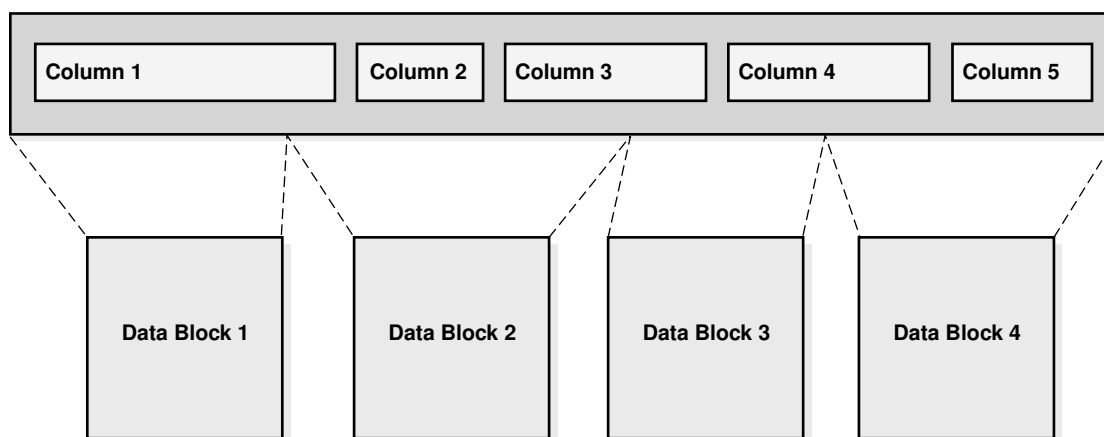 Column 1
Column 2
Column 3
Column 4
Column 5
Data Block 1
Data Block 2
Data Block 3
Data Block 4